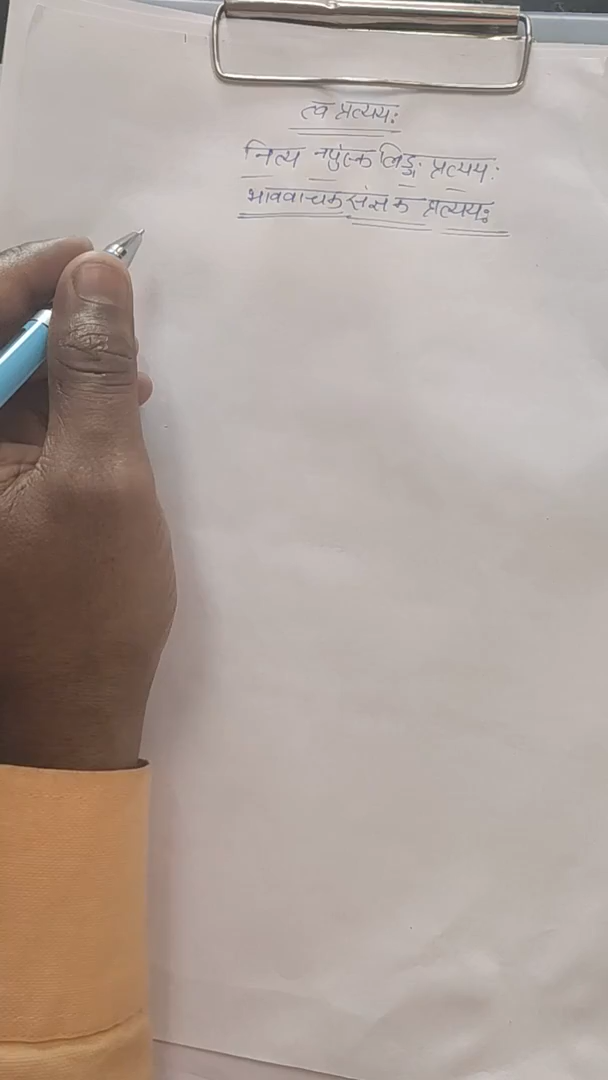 त्व प्रत्ययः
नित्य नपुंस्क लिङ्गः प्रत्ययः
भाववाचक संसक प्रत्ययः